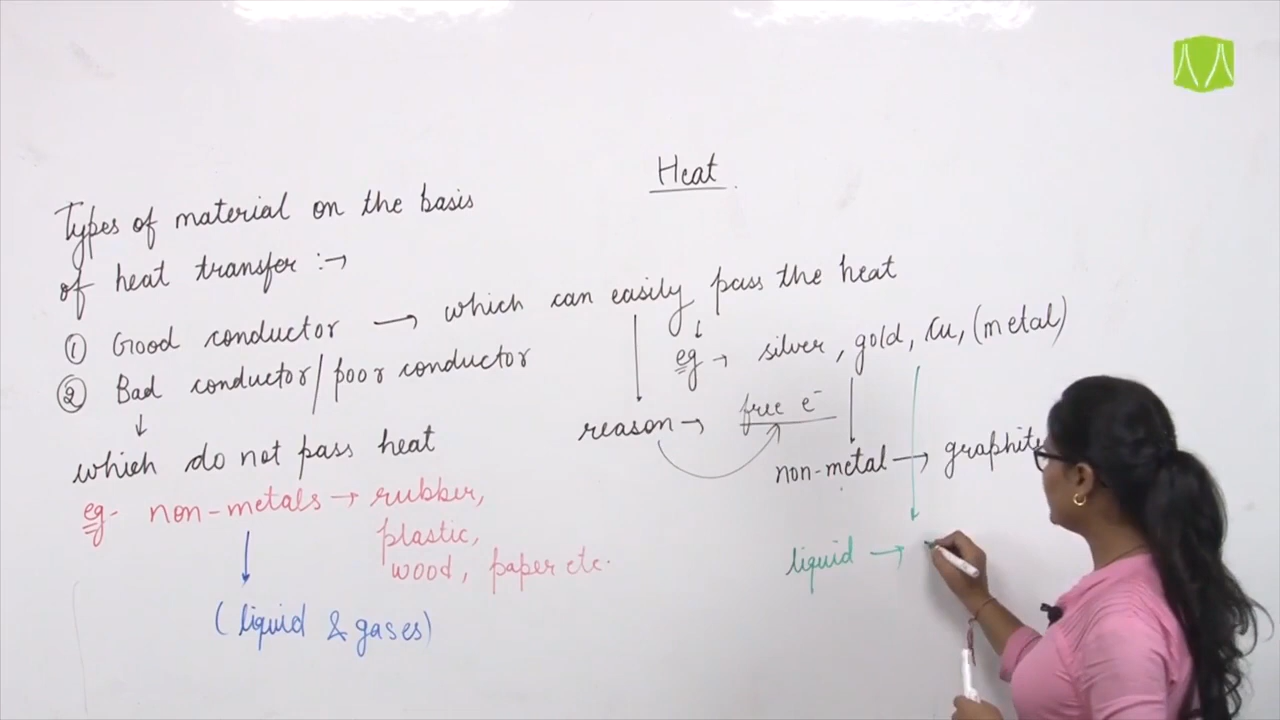 Heat
Types of material on the basis
of heat transfer :→
① Good conductor → which can easily pass the heat
eg → silver, gold, Cu, (metal)
② Bad conductor/poor conductor
reason → free e⁻
non-metal → graphite
which do not pass heat
eg- non-metals → rubber,
plastic,
wood, paper etc.
liquid →
(liquid & gases)